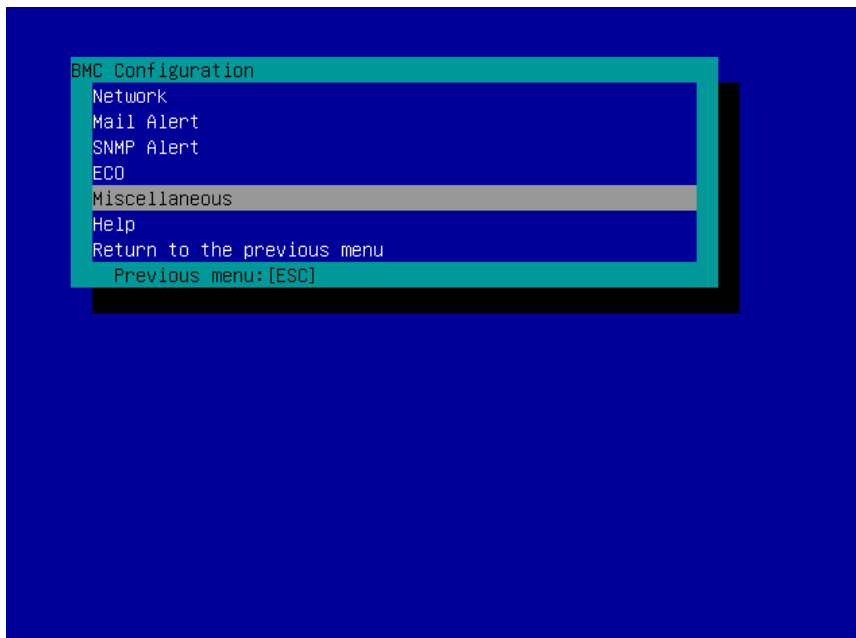 BMC Configuration
Network
Mail Alert
SNMP Alert
ECO
Miscellaneous
Help
Return to the previous menu
Previous menu:[ESC]